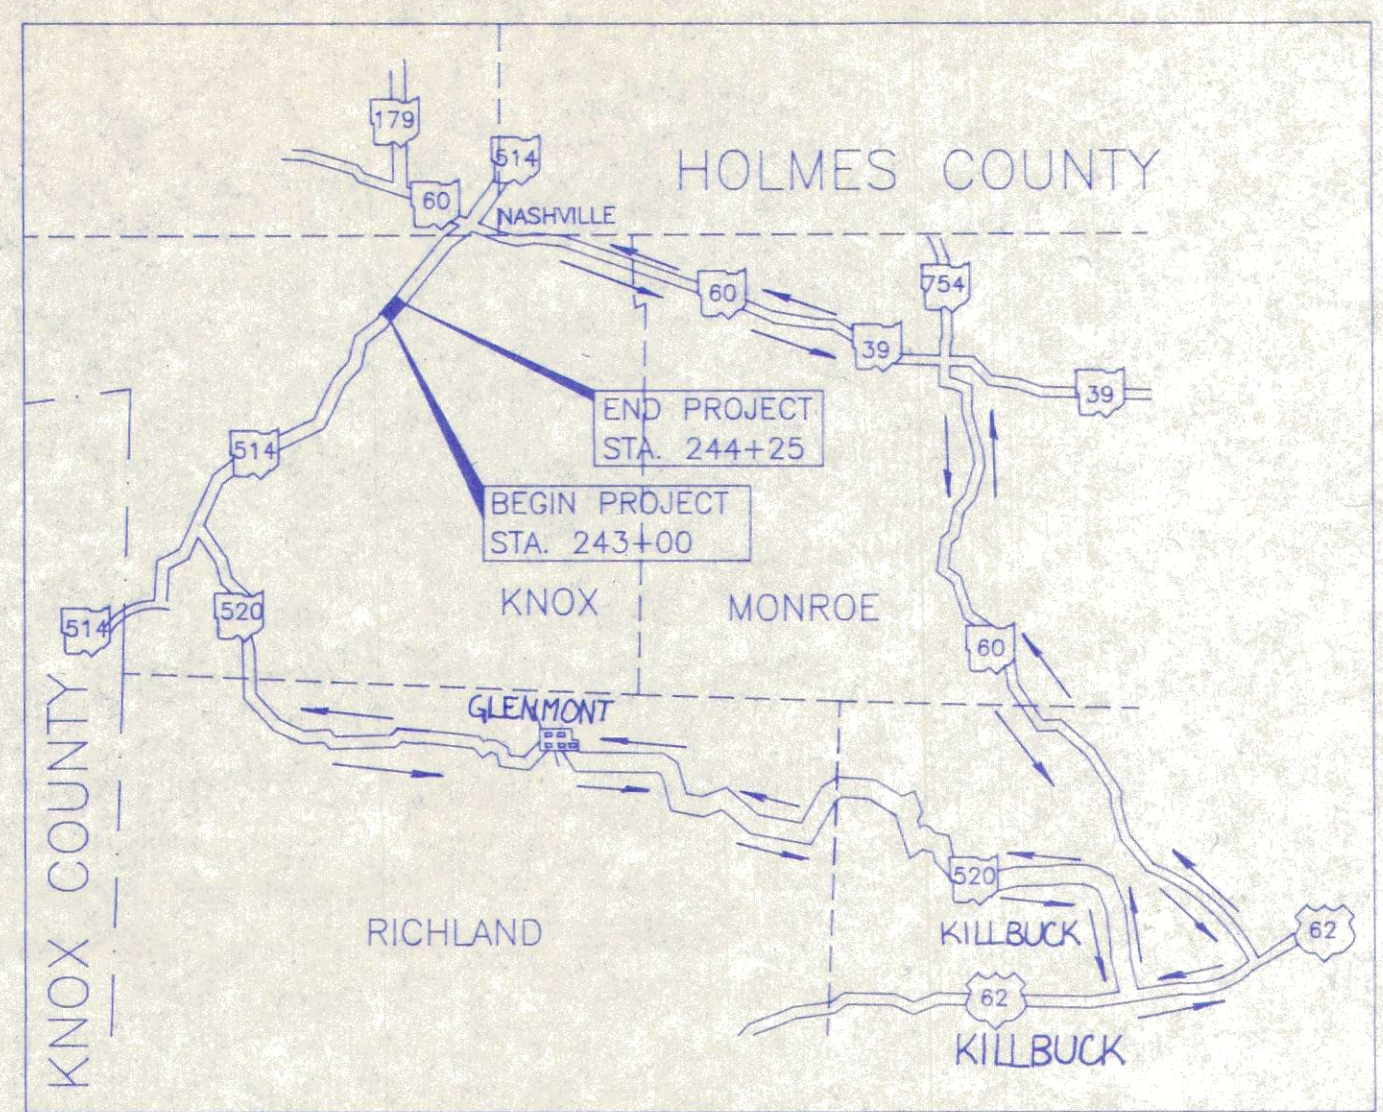 179
514
HOLMES COUNTY
60
NASHVILLE
60
754
39
39
END PROJECT
STA. 244+25
514
BEGIN PROJECT
STA. 243+00
KNOX
MONROE
520
514
60
GLENMONT
KNOX COUNTY
520
RICHLAND
KILLBUCK
62
62
KILLBUCK